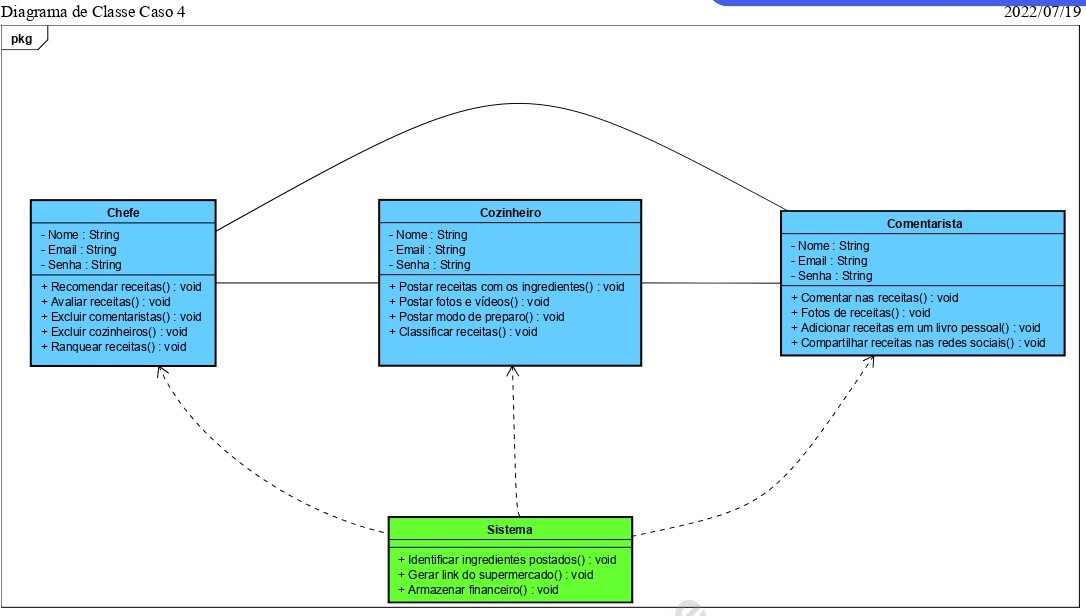 Diagrama de Classe Caso 4
2022/07/19
pkg
Chefe
- Nome : String
- Email : String
- Senha : String
+ Recomendar receitas() : void
+ Avaliar receitas() : void
+ Excluir comentaristas() : void
+ Excluir cozinheiros() : void
+ Ranquear receitas() : void
Cozinheiro
- Nome : String
- Email : String
- Senha : String
+ Postar receitas com os ingredientes() : void
+ Postar fotos e vídeos() : void
+ Postar modo de preparo() : void
+ Classificar receitas() : void
Comentarista
- Nome : String
- Email : String
- Senha : String
+ Comentar nas receitas() : void
+ Fotos de receitas() : void
+ Adicionar receitas em um livro pessoal() : void
+ Compartilhar receitas nas redes sociais() : void
Sistema
+ Identificar ingredientes postados() : void
+ Gerar link do supermercado() : void
+ Armazenar financeiro() : void